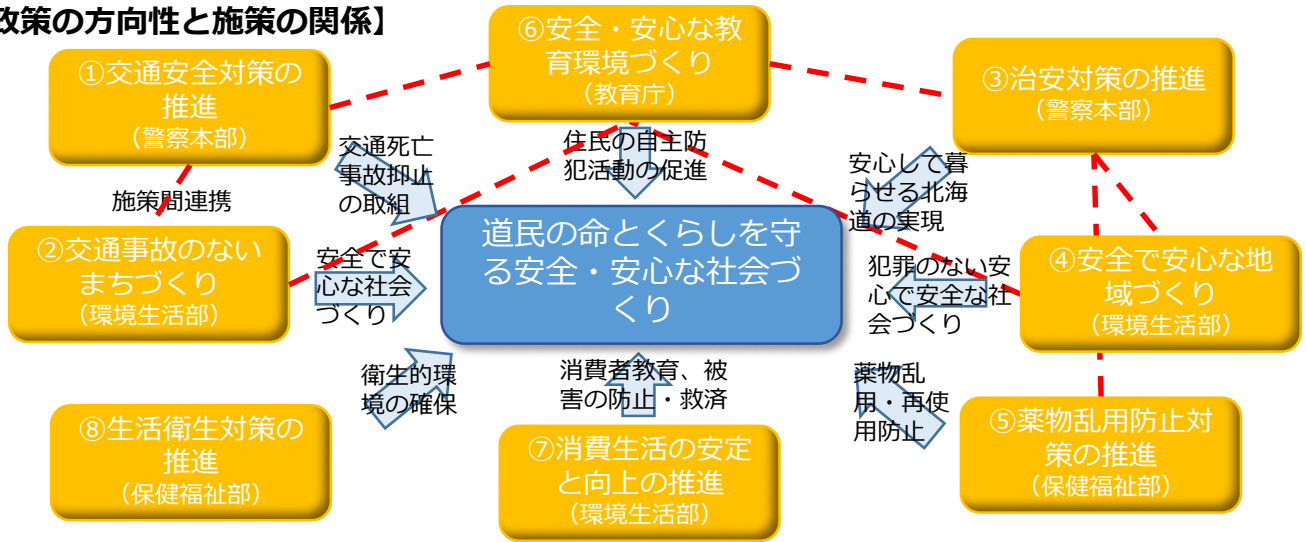 政策の方向性と施策の関係】
⑥安全・安心な教
育環境づくり
（教育庁）
①交通安全対策の
推進
（警察本部）
③治安対策の推進
（警察本部）
交通死亡
事故抑止
の取組
住民の自主防
犯活動の促進
安心して暮
らせる北海
道の実現
施策間連携
②交通事故のない
まちづくり
（環境生活部）
安全で安
心な社会
づくり
道民の命とくらしを守
る安全・安心な社会づ
くり
犯罪のない安
心で安全な社
会づくり
④安全で安心な地
域づくり
（環境生活部）
衛生的環
境の確保
消費者教育、被
害の防止・救済
薬物乱
用・再使
用防止
⑧生活衛生対策の
推進
（保健福祉部）
⑦消費生活の安定
と向上の推進
（環境生活部）
⑤薬物乱用防止対
策の推進
（保健福祉部）